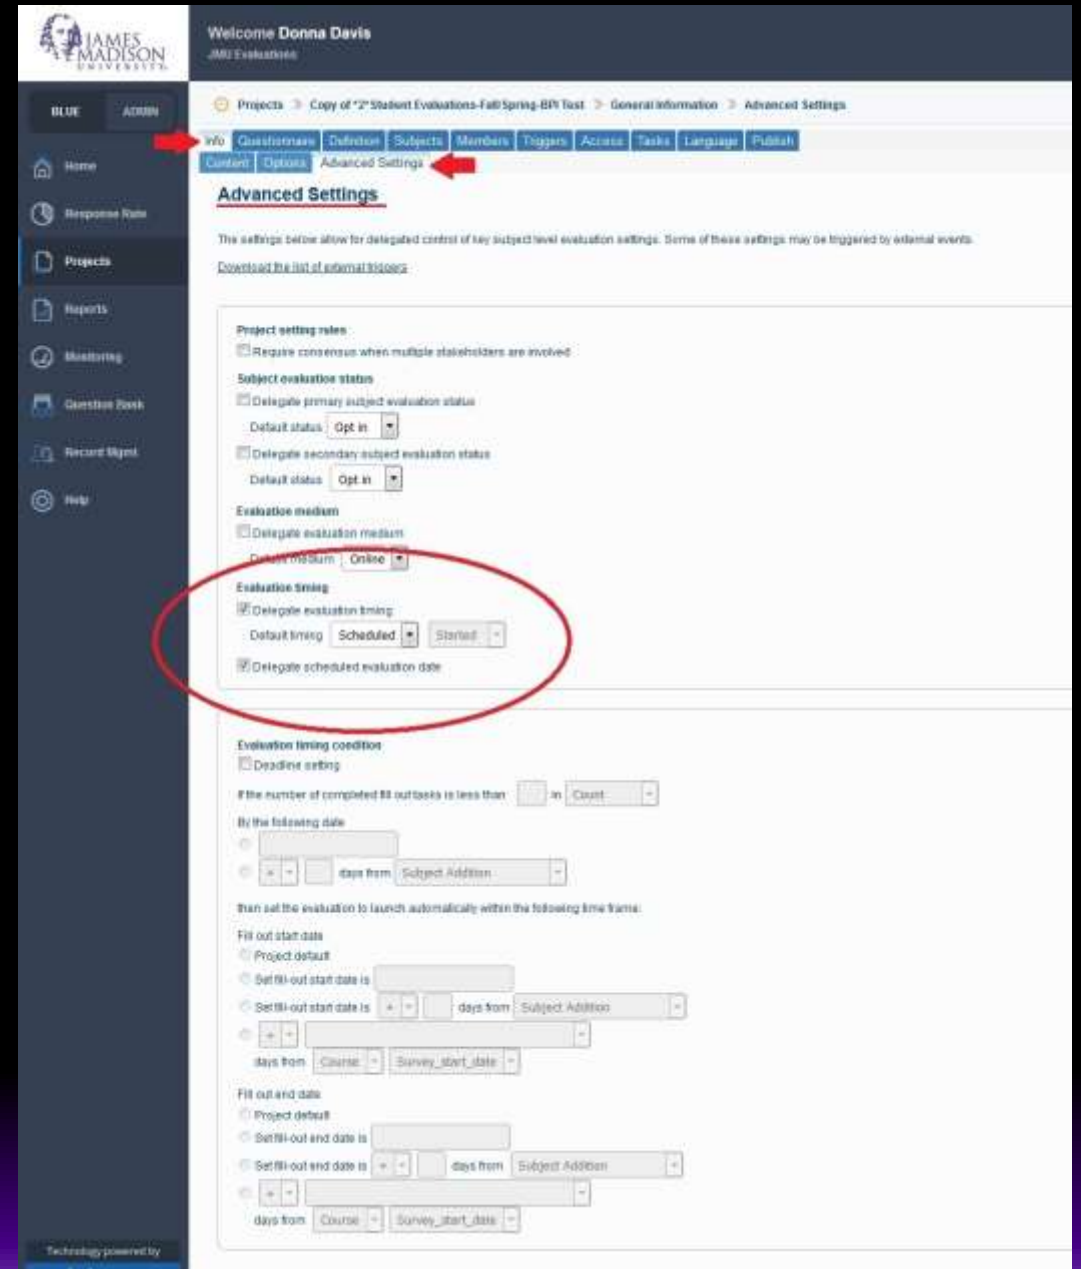 JAMES
MADISON
UNIVERSITY.
Welcome Donna Davis
JMU Evaluations
BLUE ADMIN
Projects Copy of "2" Student Evaluations-Fall/Spring-BPI Test General Information Advanced Settings
Info Questionnaire Definition Subjects Members Triggers Access Tasks Language Publish
Content Options Advanced Settings
Home
Response Rate
Projects
Reports
Monitoring
Question Bank
Record Mgmt
Help
Advanced Settings
The settings below allow for delegated control of key subject level evaluation settings. Some of these settings may be triggered by external events.
Download the list of external triggers
Project setting rules
Require consensus when multiple stakeholders are involved
Subject evaluation status
Delegate primary subject evaluation status
Default status Opt in
Delegate secondary subject evaluation status
Default status Opt in
Evaluation medium
Delegate evaluation medium
Default medium Online
Evaluation timing
Delegate evaluation timing
Default timing Scheduled Started
Delegate scheduled evaluation date
Evaluation timing condition
Deadline setting
If the number of completed fill out tasks is less than in Count
By the following date
+ days from Subject Addition
then set the evaluation to launch automatically within the following time frame:
Fill out start date
Project default
Set fill-out start date is
Set fill-out start date is + days from Subject Addition
+
days from Course Survey_start_date
Fill out end date
Project default
Set fill-out end date is
Set fill-out end date is + days from Subject Addition
+
days from Course Survey_start_date
Technology powered by